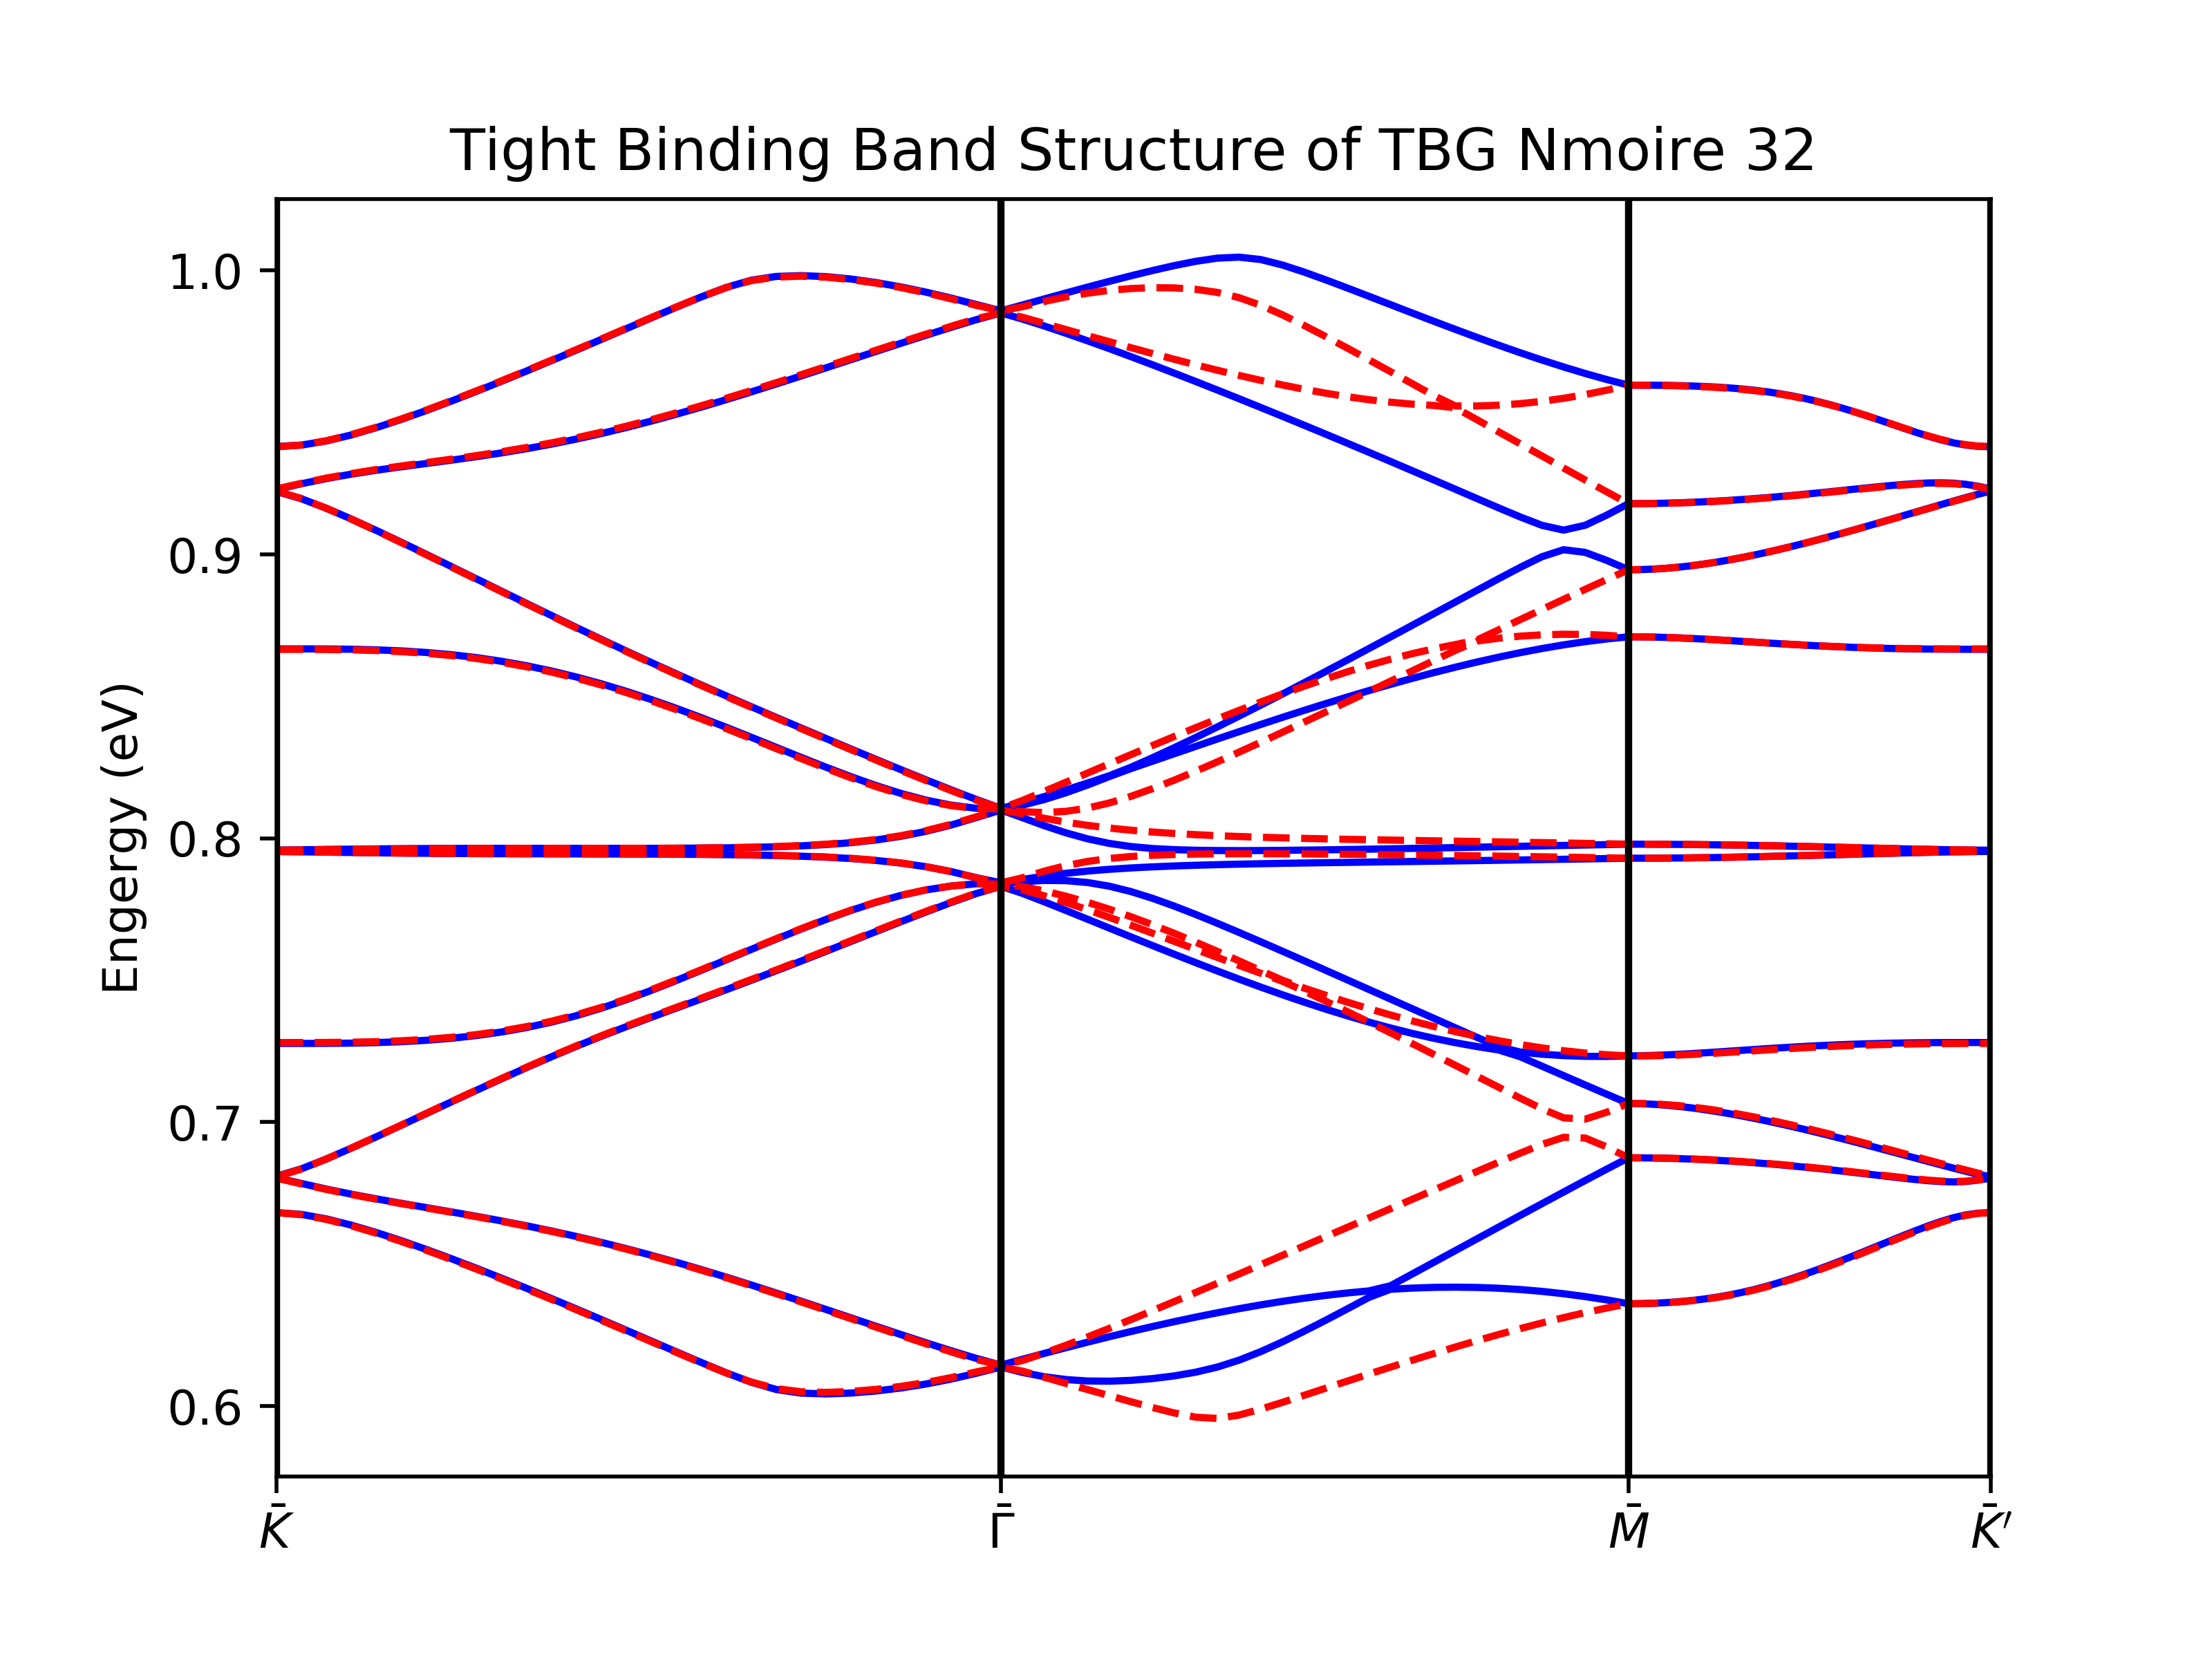 Tight Binding Band Structure of TBG Nmoire 32
Engergy (eV)
1.0
0.9
0.8
0.7
0.6
K̄
Γ̄
M̄
K̄′